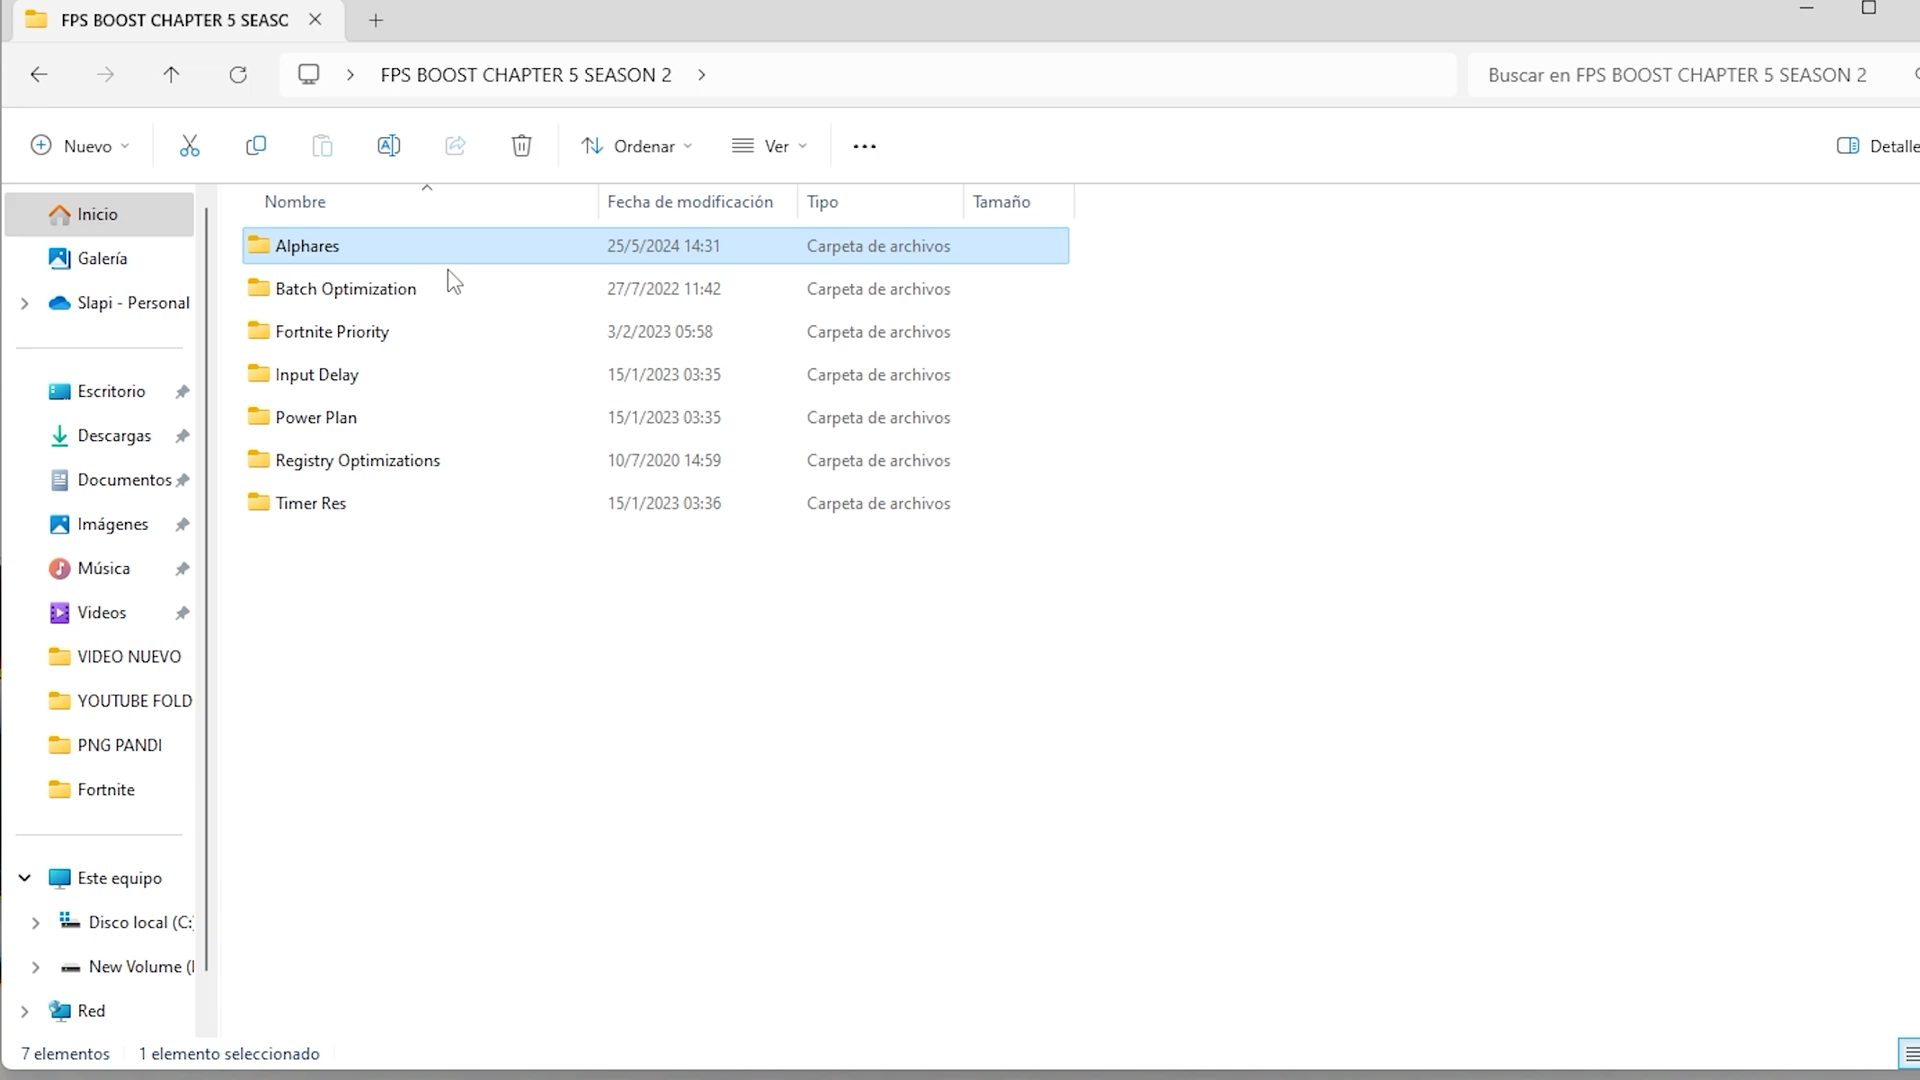 FPS BOOST CHAPTER 5 SEASC
FPS BOOST CHAPTER 5 SEASON 2
Buscar en FPS BOOST CHAPTER 5 SEASON 2
Nuevo
Ordenar
Ver
Detalle
Nombre Fecha de modificación Tipo Tamaño
Alphares 25/5/2024 14:31 Carpeta de archivos
Batch Optimization 27/7/2022 11:42 Carpeta de archivos
Fortnite Priority 3/2/2023 05:58 Carpeta de archivos
Input Delay 15/1/2023 03:35 Carpeta de archivos
Power Plan 15/1/2023 03:35 Carpeta de archivos
Registry Optimizations 10/7/2020 14:59 Carpeta de archivos
Timer Res 15/1/2023 03:36 Carpeta de archivos
Inicio
Galería
Slapi - Personal
Escritorio
Descargas
Documentos
Imágenes
Música
Videos
VIDEO NUEVO
YOUTUBE FOLD
PNG PANDI
Fortnite
Este equipo
Disco local (C:
New Volume (
Red
7 elementos 1 elemento seleccionado